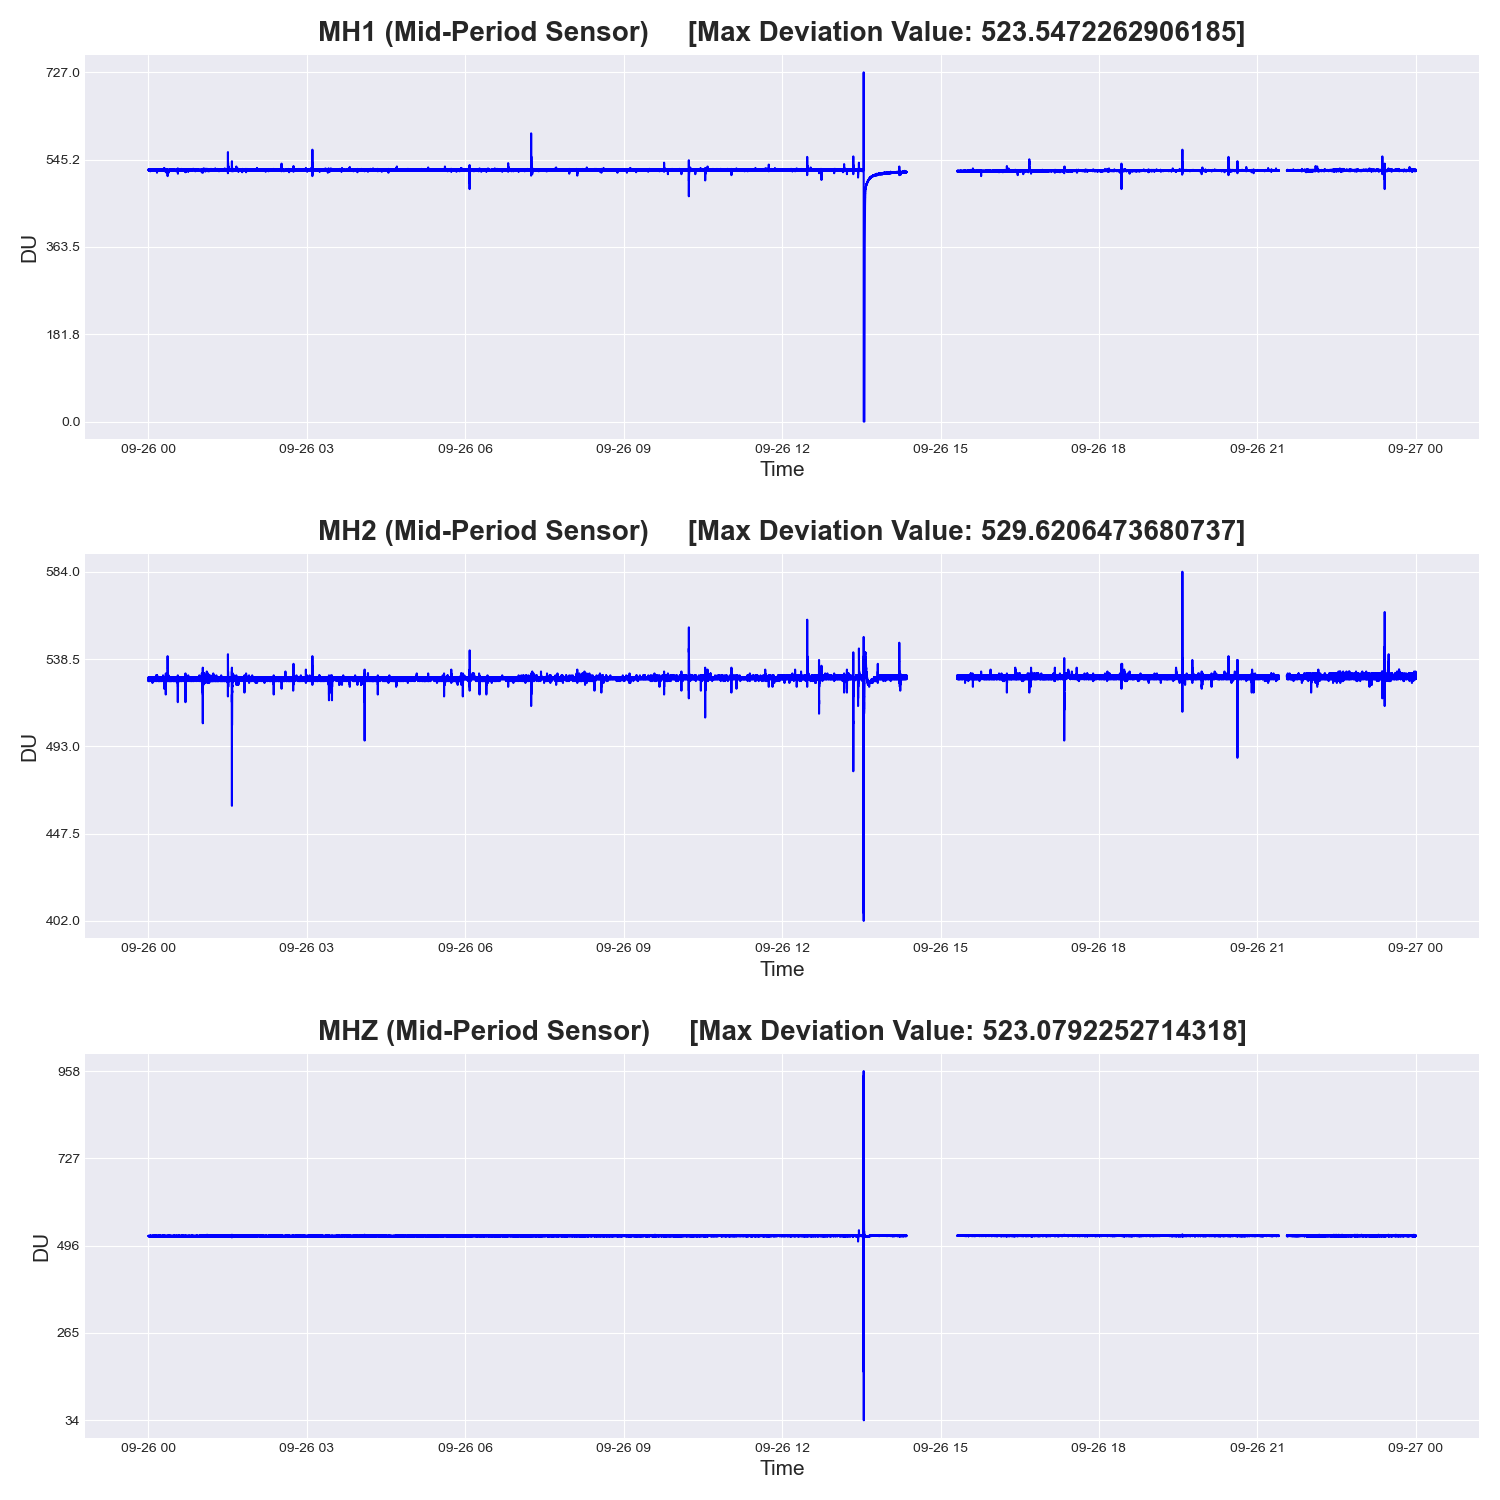 MH1 (Mid-Period Sensor) [Max Deviation Value: 523.5472262906185]
727.0
545.2
363.5
181.8
0.0
DU
09-26 00 09-26 03 09-26 06 09-26 09 09-26 12 09-26 15 09-26 18 09-26 21 09-27 00
Time
MH2 (Mid-Period Sensor) [Max Deviation Value: 529.6206473680737]
584.0
538.5
493.0
447.5
402.0
DU
09-26 00 09-26 03 09-26 06 09-26 09 09-26 12 09-26 15 09-26 18 09-26 21 09-27 00
Time
MHZ (Mid-Period Sensor) [Max Deviation Value: 523.0792252714318]
958
727
496
265
34
DU
09-26 00 09-26 03 09-26 06 09-26 09 09-26 12 09-26 15 09-26 18 09-26 21 09-27 00
Time